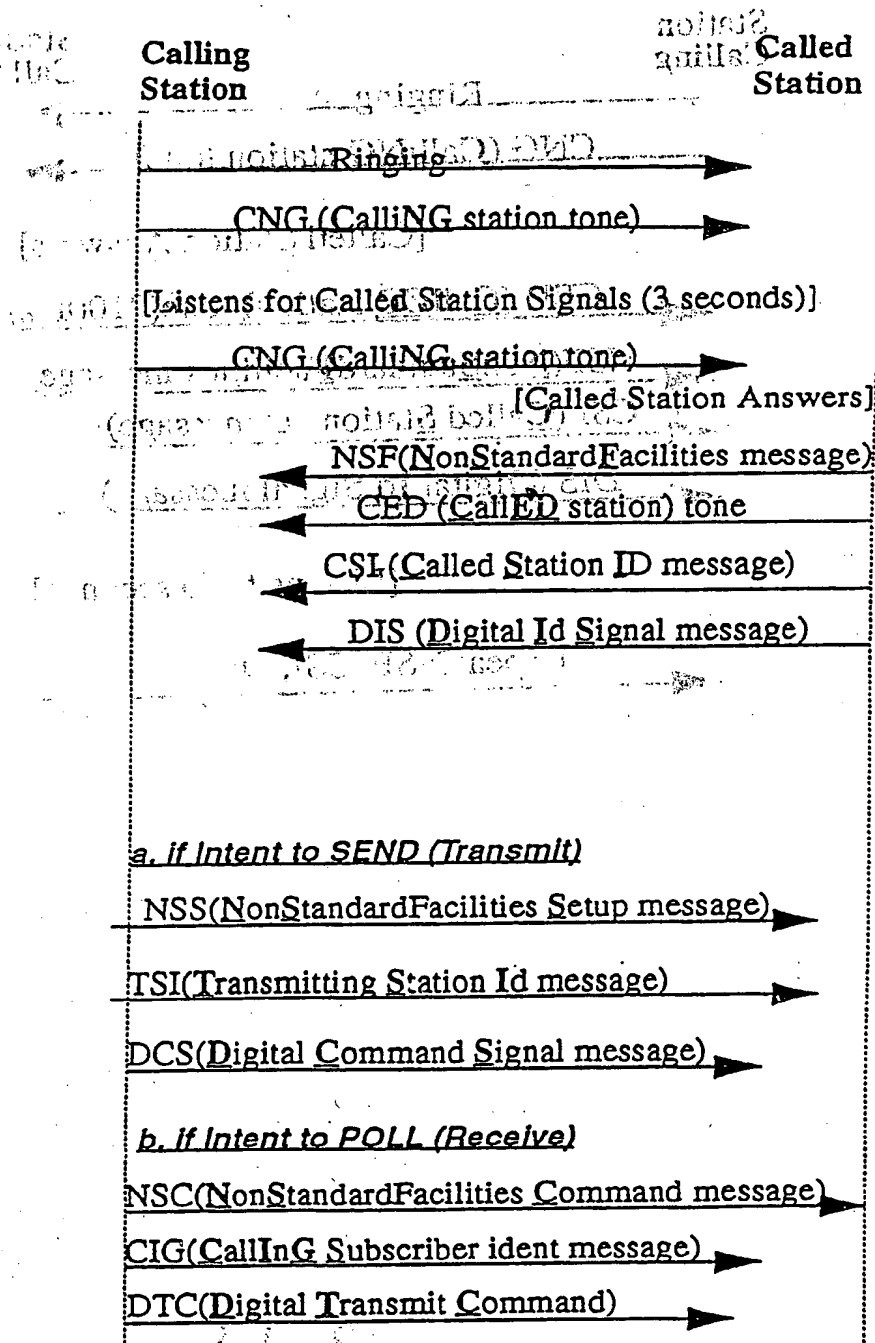 Calling Station
Called Station
Ringing
CNG (CalliNG station tone)
[Listens for Called Station Signals (3 seconds)]
CNG (CalliNG station tone)
[Called Station Answers]
NSF(NonStandardFacilities message)
CED (CallED station) tone
CSI (Called Station ID message)
DIS (Digital Id Signal message)
a. if Intent to SEND (Transmit)
NSS(NonStandardFacilities Setup message)
TSI(Transmitting Station Id message)
DCS(Digital Command Signal message)
b. if Intent to POLL (Receive)
NSC(NonStandardFacilities Command message)
CIG(CallInG Subscriber ident message)
DTC(Digital Transmit Command)